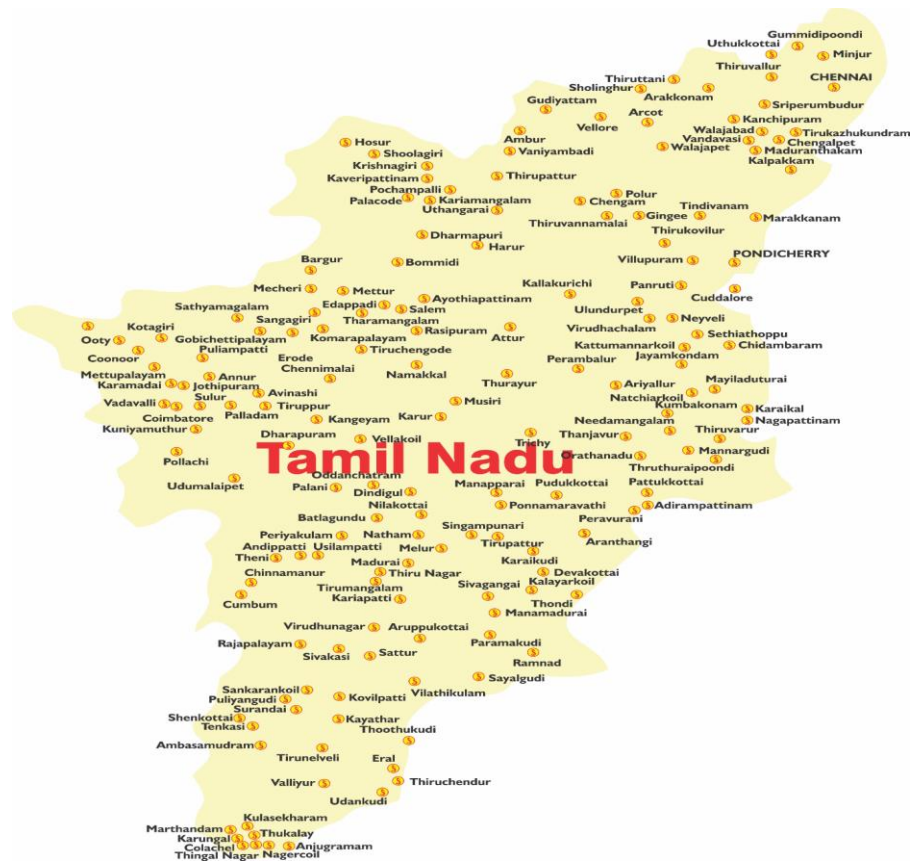 Gummidipoondi
Uthukkottai
Minjur
Thiruvallur
CHENNAI
Thiruttani
Sholinghur
Arakkonam
Gudiyattam
Sriperumbudur
Arcot
Kanchipuram
Vellore
Walajabad
Tirukazhukundram
Ambur
Vandavasi
Chengalpet
Hosur
Walajapet
Maduranthakam
Vaniyambadi
Shoolagiri
Kalpakkam
Krishnagiri
Kaveripattinam
Thirupattur
Pochampalli
Polur
Palacode
Kariamangalam
Chengam
Uthangarai
Tindivanam
Thiruvannamalai
Gingee
Marakkanam
Thirukovilur
Dharmapuri
Harur
PONDICHERRY
Bargur
Bommidi
Villupuram
Mecheri
Mettur
Kallakurichi
Panruti
Cuddalore
Sathyamagalam
Edappadi
Ayothiapattinam
Sangagiri
Salem
Ulundurpet
Tharamangalam
Neyveli
Kotagiri
Virudhachalam
Ooty
Gobichettipalayam
Komarapalayam
Rasipuram
Attur
Sethiathoppu
Kattumannarkoil
Chidambaram
Coonoor
Puliampatti
Tiruchengode
Erode
Perambalur
Jayamkondam
Chennimalai
Namakkal
Mettupalayam
Annur
Thurayur
Karamadai
Jothipuram
Ariyallur
Mayiladuturai
Avinashi
Natchiarkoil
Vadavalli
Sulur
Musiri
Kumbakonam
Karaikal
Coimbatore
Palladam
Tiruppur
Kangeyam
Karur
Needamangalam
Nagapattinam
Kuniyamuthur
Dharapuram
Vellakoil
Trichy
Thanjavur
Thiruvarur
Tamil Nadu
Pollachi
Orathanadu
Mannargudi
Thruthuraipoondi
Udumalaipet
Oddanchatram
Palani
Dindigul
Manapparai
Pudukkottai
Pattukkottai
Nilakottai
Ponnamaravathi
Adirampattinam
Batlagundu
Peravurani
Singampunari
Periyakulam
Natham
Aranthangi
Tirupattur
Andippatti
Usilampatti
Melur
Theni
Karaikudi
Madurai
Devakottai
Chinnamanur
Thiru Nagar
Sivagangai
Kalayarkoil
Tirumangalam
Cumbum
Kariapatti
Thondi
Manamadurai
Virudhunagar
Aruppukottai
Rajapalayam
Paramakudi
Sivakasi
Sattur
Ramnad
Sayalgudi
Sankarankoil
Vilathikulam
Puliyangudi
Kovilpatti
Surandai
Shenkottai
Kayathar
Tenkasi
Thoothukudi
Ambasamudram
Tirunelveli
Eral
Valliyur
Thiruchendur
Udankudi
Kulasekharam
Marthandam
Thukalay
Karungal
Colachel
Anjugramam
Thingal Nagar
Nagercoil